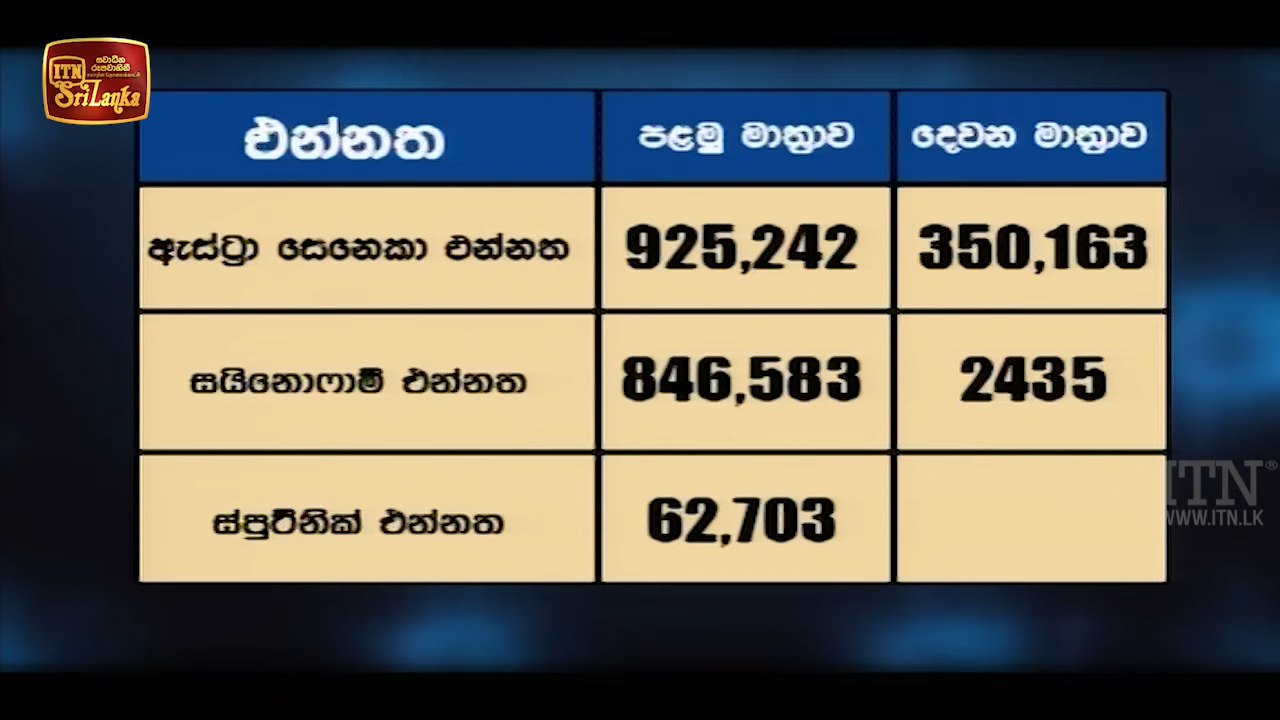 ස්වාධීන
රූපවාහිනී
ITN
Sri Lanka
එන්නත
පළමු මාත්‍රාව
දෙවන මාත්‍රාව
ඇස්ට්‍රා සෙනෙකා එන්නත
925,242
350,163
සයිනොෆාම් එන්නත
846,583
2435
ස්පුට්නික් එන්නත
62,703
ITN®
WWW.ITN.LK